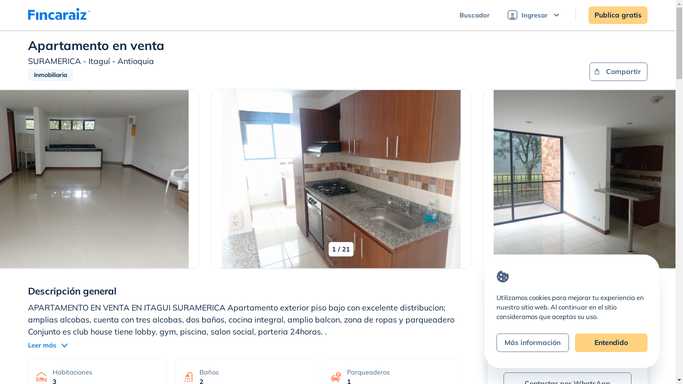 Fincaraiz
Buscador
Ingresar
Publica gratis
Apartamento en venta
SURAMERICA - Itaguí - Antioquia
Inmobiliaria
Compartir
1 / 21
Descripción general
APARTAMENTO EN VENTA EN ITAGUI SURAMERICA Apartamento exterior piso bajo con excelente distribucion;
amplias alcobas, cuenta con tres alcobas, dos baños, cocina integral, amplio balcon, zona de ropas y parqueadero
Conjunto es club house tiene lobby, gym, piscina, salon social, porteria 24horas. .
Leer más
Habitaciones
3
Baños
2
Parqueaderos
1
Utilizamos cookies para mejorar tu experiencia en
nuestro sitio web. Al continuar en el sitio
consideramos que aceptas su uso.
Más información
Entendido
Contactar por WhatsApp